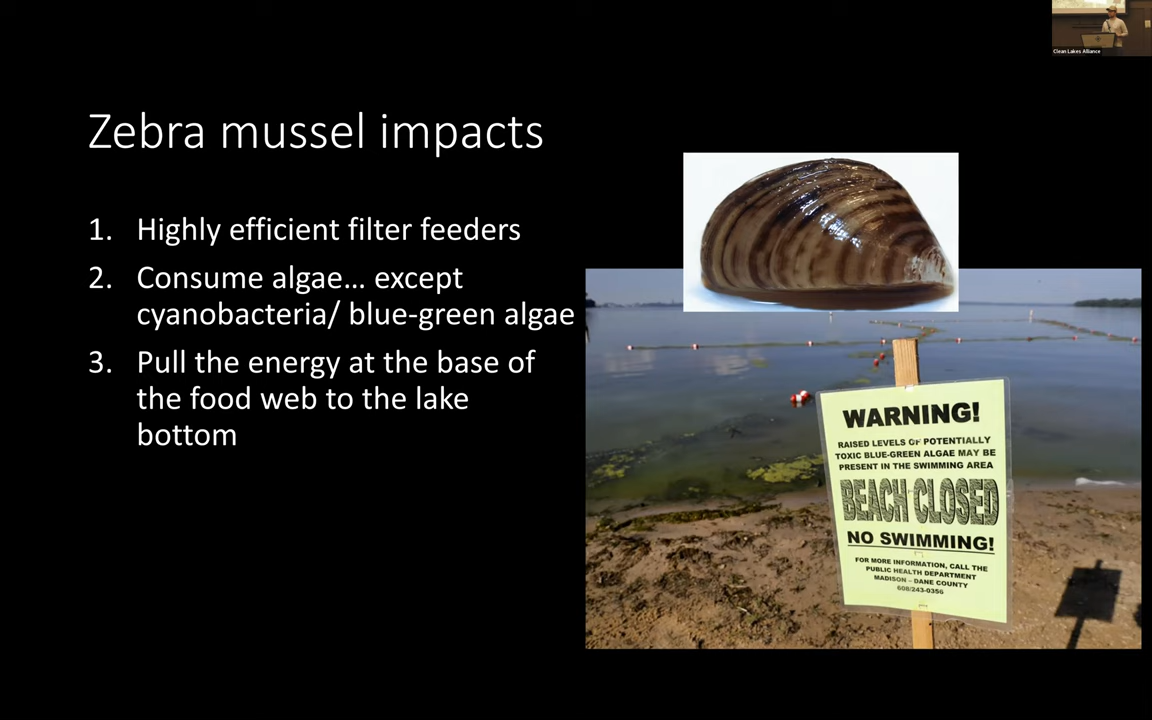 Clean Lakes Alliance
Zebra mussel impacts
1. Highly efficient filter feeders
2. Consume algae... except
cyanobacteria/ blue-green algae
3. Pull the energy at the base of
the food web to the lake
bottom
WARNING!
RAISED LEVELS OF POTENTIALLY
TOXIC BLUE-GREEN ALGAE MAY BE
PRESENT IN THE SWIMMING AREA
BEACH CLOSED
NO SWIMMING!
FOR MORE INFORMATION, CALL THE
PUBLIC HEALTH DEPARTMENT
MADISON – DANE COUNTY
608/243-0356